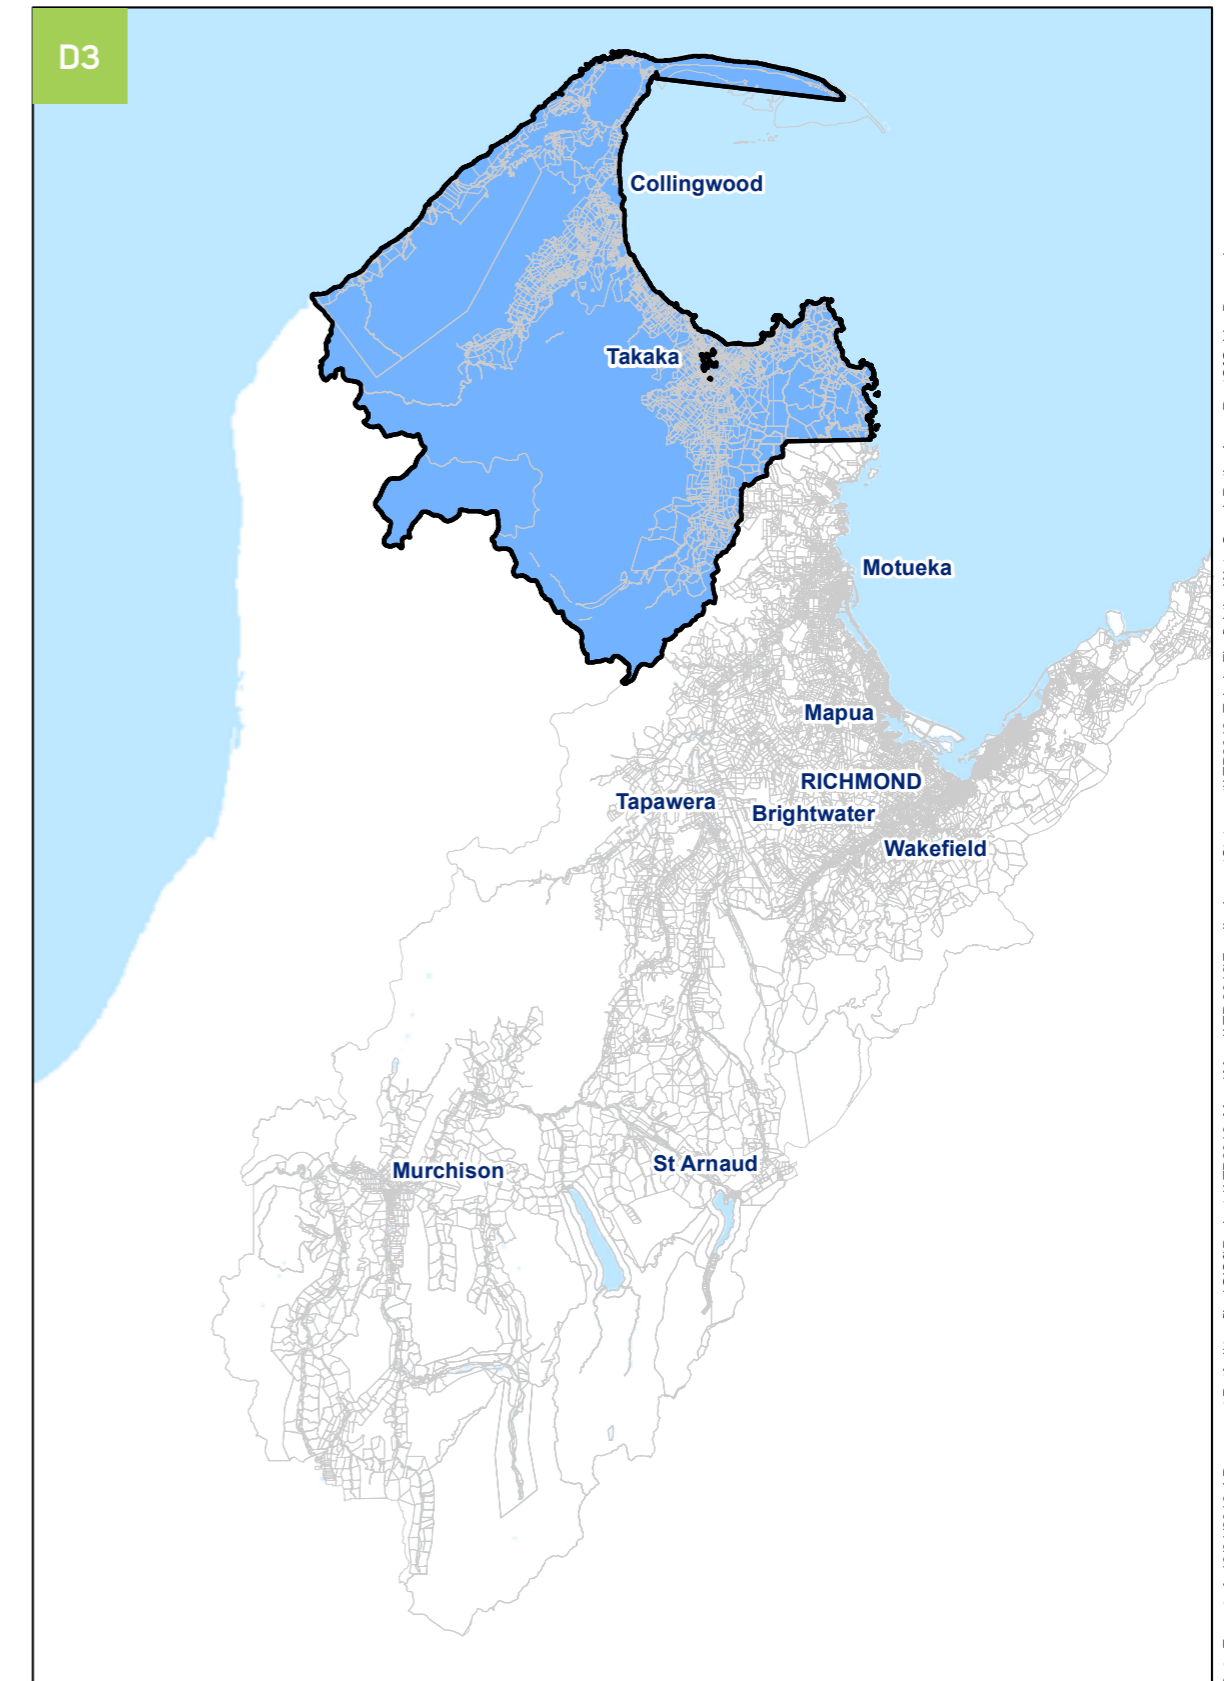 D3
Collingwood
Takaka
Motueka
Mapua
RICHMOND
Tapawera
Brightwater
Wakefield
Murchison
St Arnaud